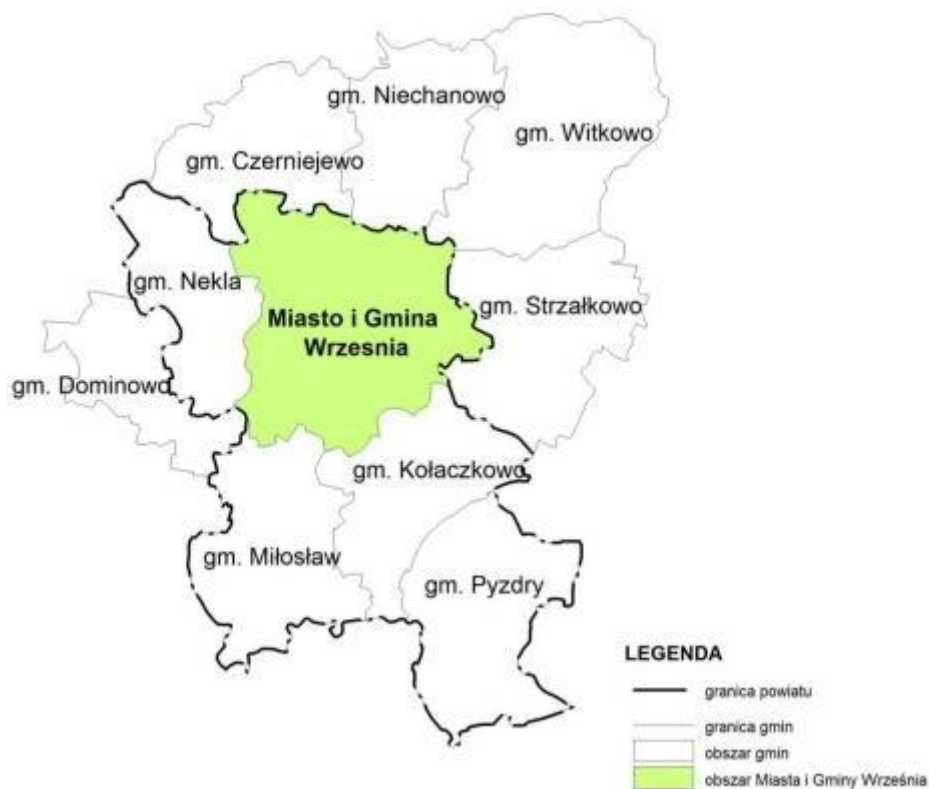 gm. Niechanowo
gm. Witkowo
gm. Czerniejewo
gm. Nekla
gm. Strzałkowo
Miasto i Gmina
Wrzesnia
gm. Dominowo
gm. Kołaczkowo
gm. Miłosław
gm. Pyzdry
LEGENDA
granica powiatu
granica gmin
obszar gmin
obszar Miasta i Gminy Września